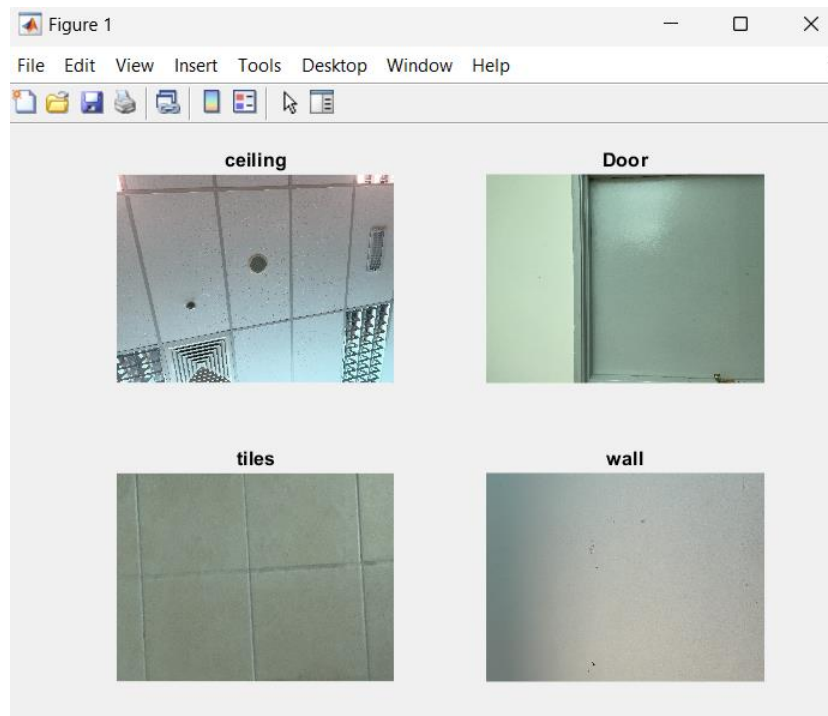 Figure 1
File Edit View Insert Tools Desktop Window Help
ceiling
Door
tiles
wall